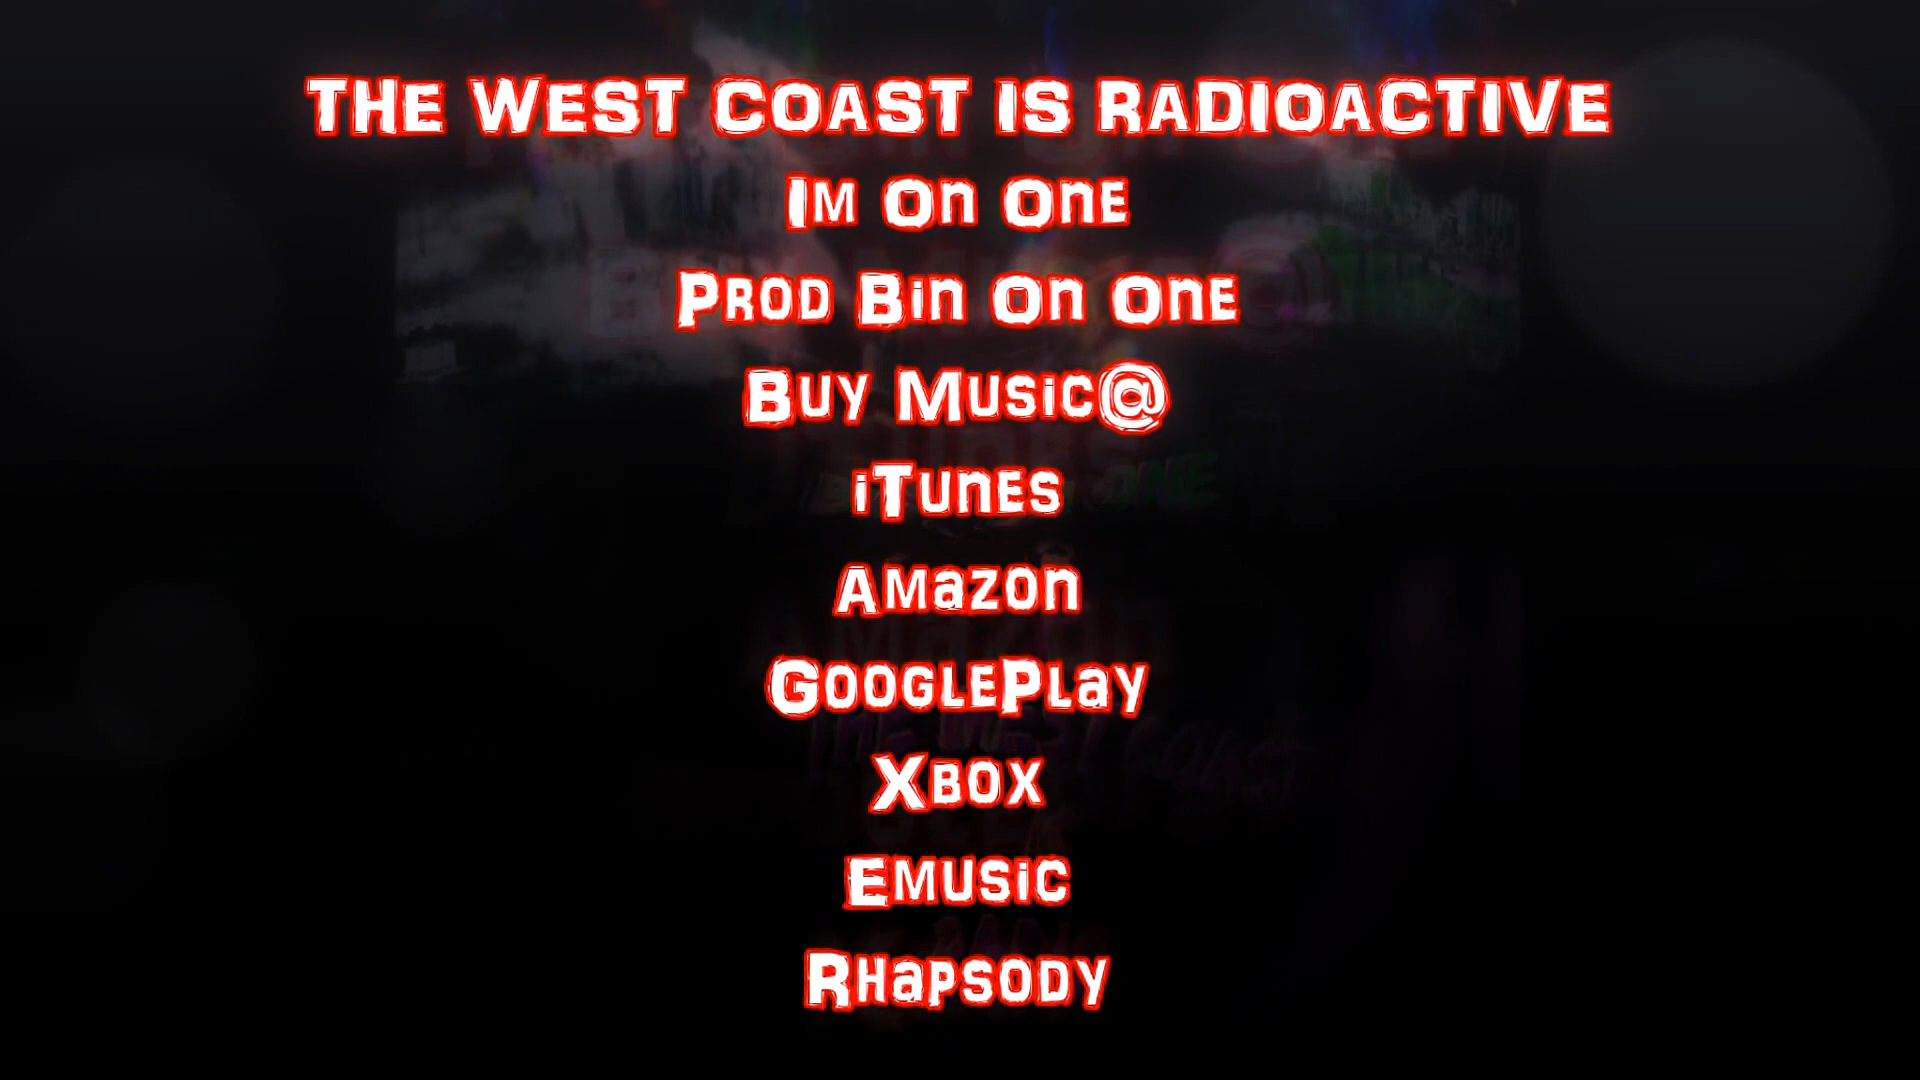 THE WEST COAST IS RADIOACTIVE
Im On One
Prod Bin On One
Buy Music@
iTunes
Amazon
GooglePlay
Xbox
Emusic
Rhapsody